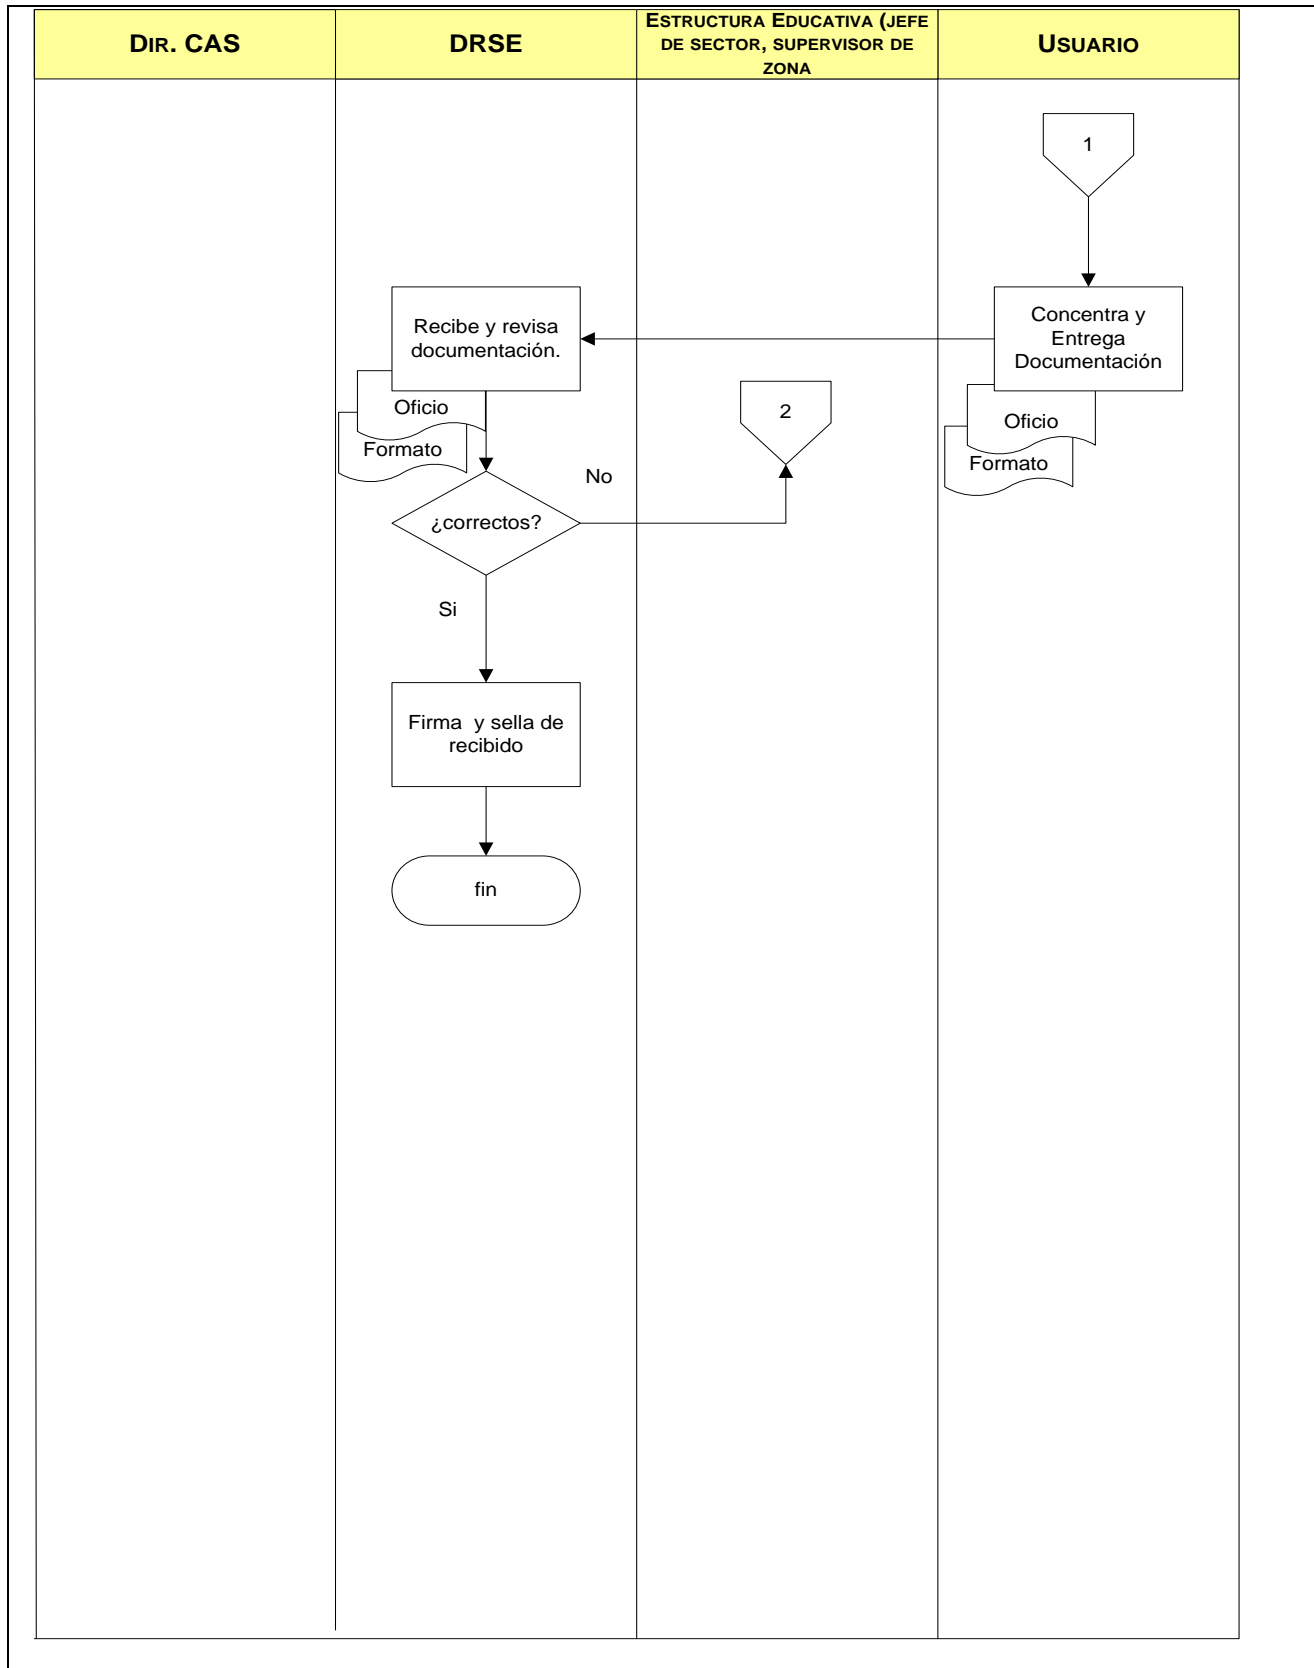 DIR. CAS
DRSE
ESTRUCTURA EDUCATIVA (JEFE
DE SECTOR, SUPERVISOR DE
ZONA
USUARIO
1
Concentra y
Entrega
Documentación
Oficio
Formato
Recibe y revisa
documentación.
Oficio
Formato
2
No
¿correctos?
Si
Firma  y sella de
recibido
fin